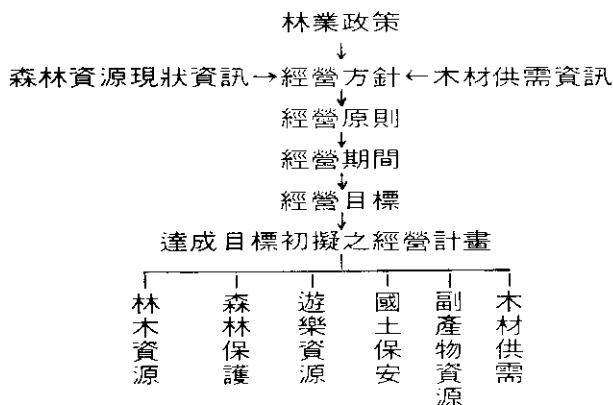 林業政策
↓
森林資源現狀資訊→經營方針←木材供需資訊
↓
經營原則
↓
經營期間
↓
經營目標
↓
達成目標初擬之經營計畫
林木資源
森林保護
遊樂資源
國土保安
副產物資源
木材供需